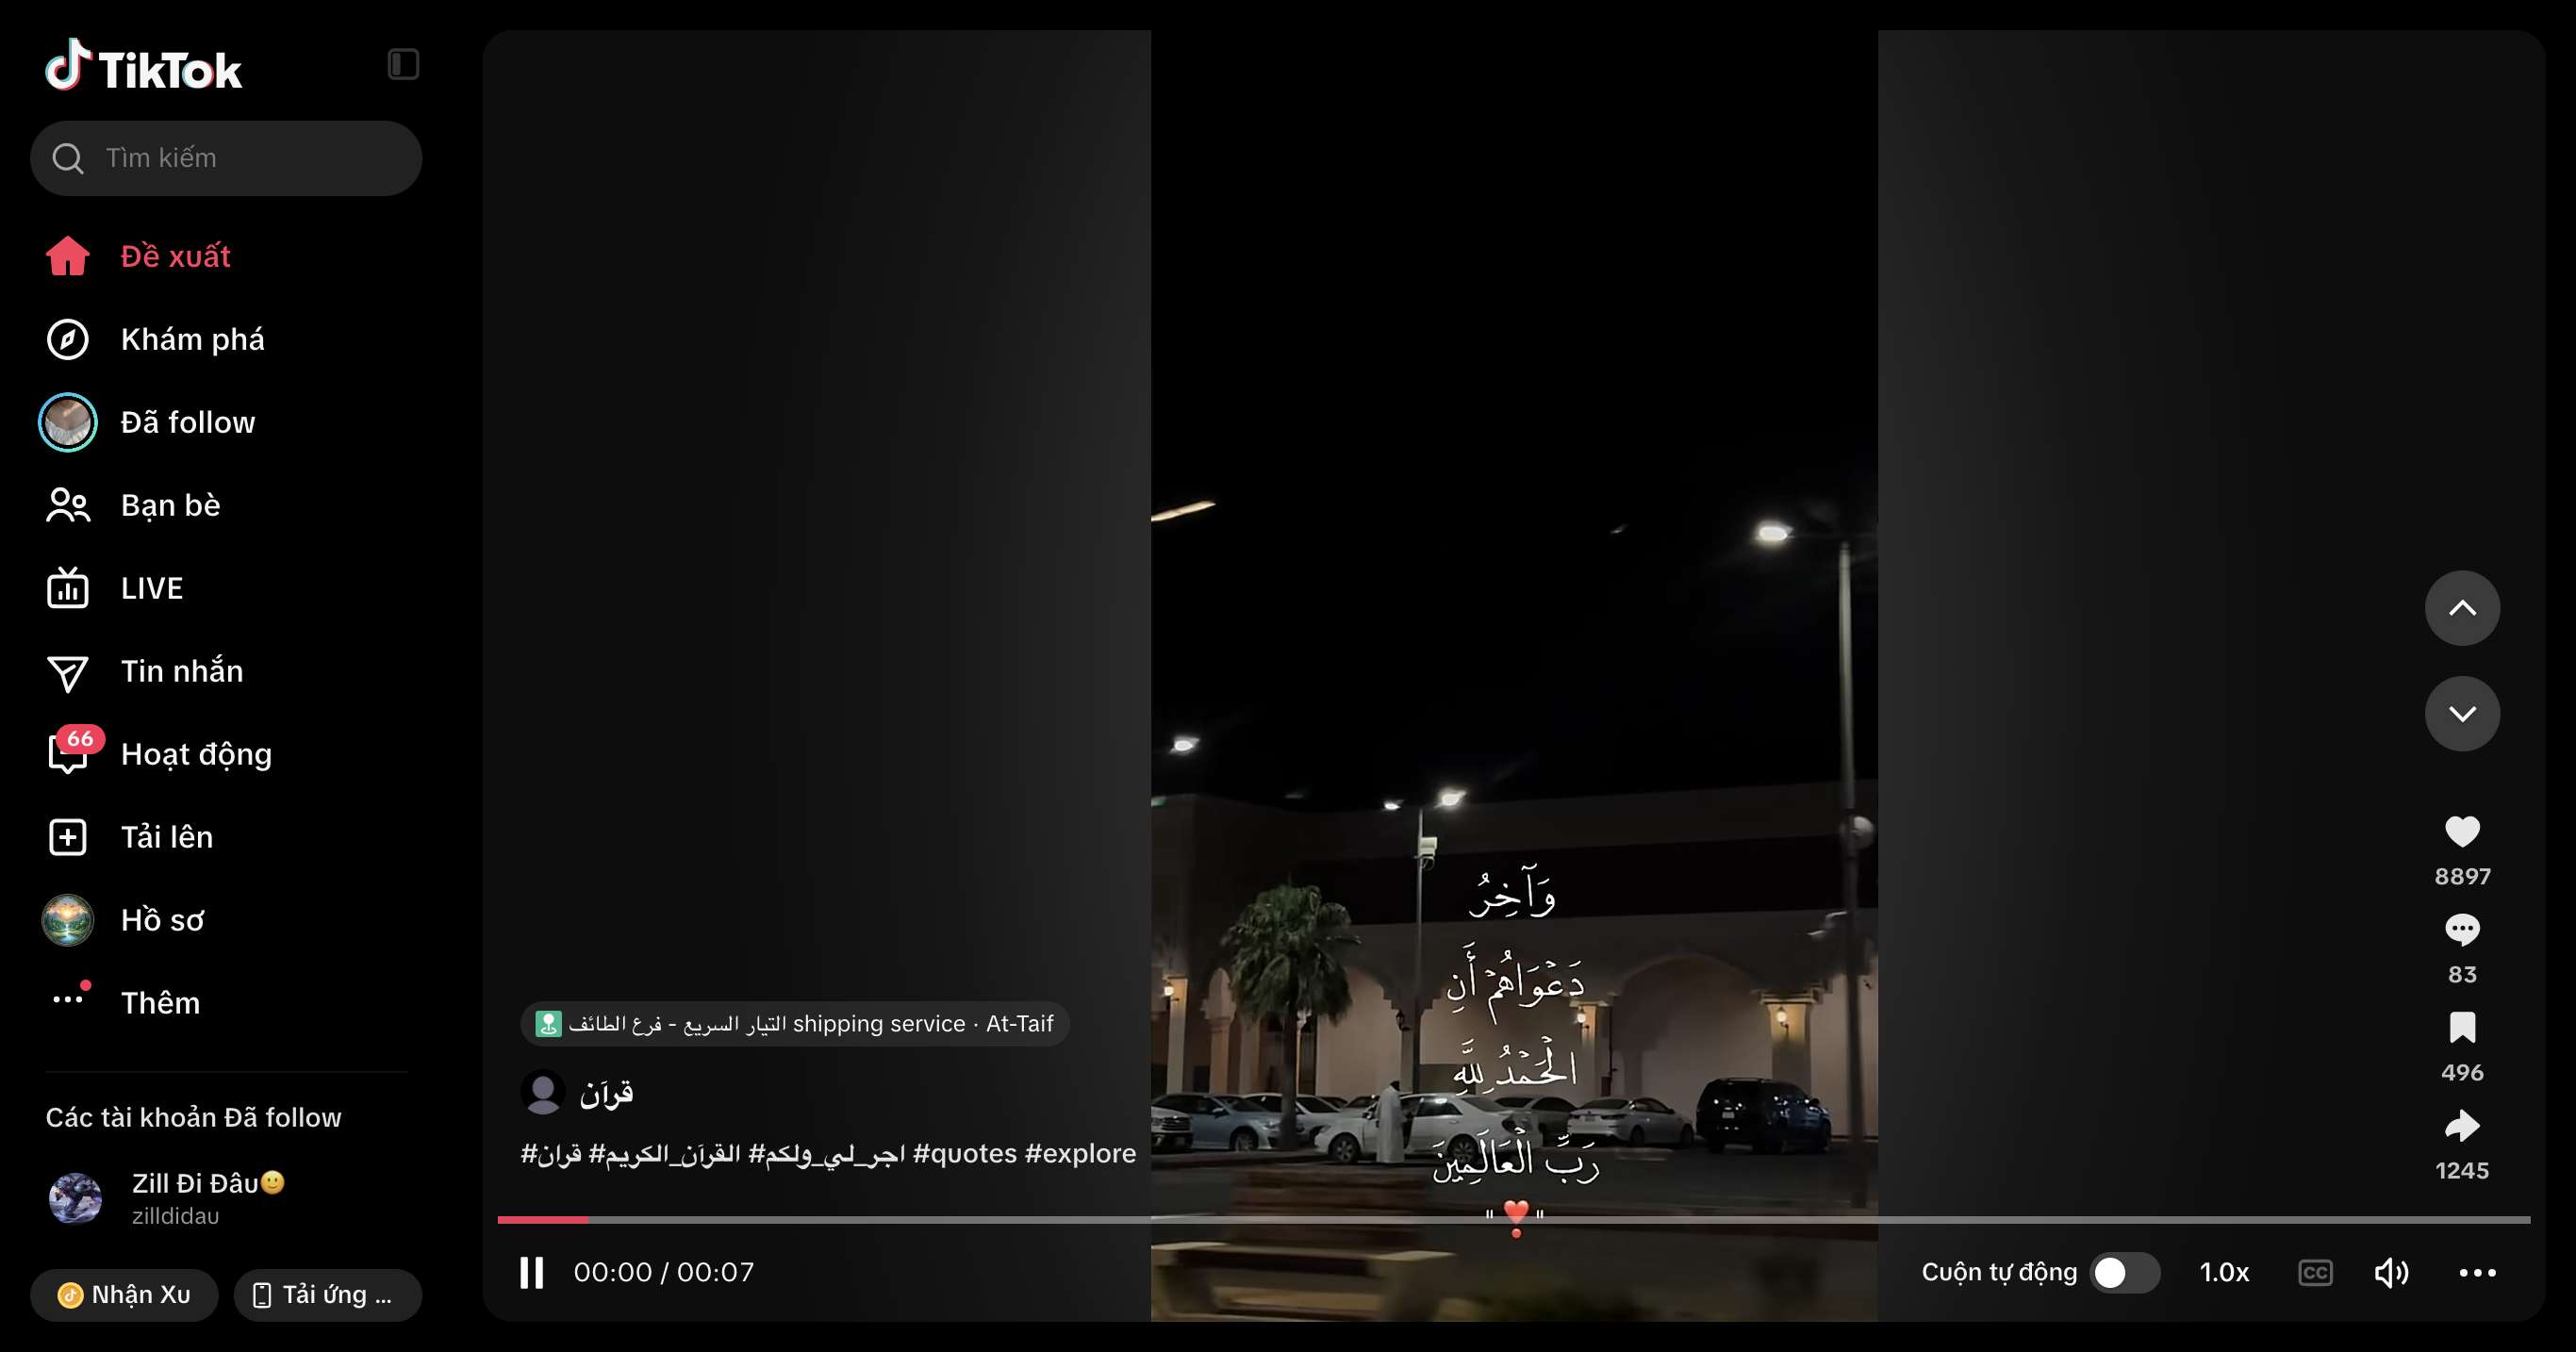 TikTok
Tìm kiếm
Đề xuất
Khám phá
Đã follow
Bạn bè
LIVE
Tin nhắn
66
Hoạt động
Tải lên
Hồ sơ
Thêm
Các tài khoản Đã follow
Zill Đi Đâu🙂
zilldidau
Nhận Xu
Tải ứng ...
وَآخِرُ
دَعْوَاهُمْ أَنِ
الْحَمْدُ لِلَّهِ
رَبِّ الْعَالَمِينَ
"❣️"
التيار السريع - فرع الطائف shipping service · At-Taif
قرآن
#قران #القرآن_الكريم #اجر_لي_ولكم #quotes #explore
00:00 / 00:07
8897
83
496
1245
Cuộn tự động
1.0x
CC